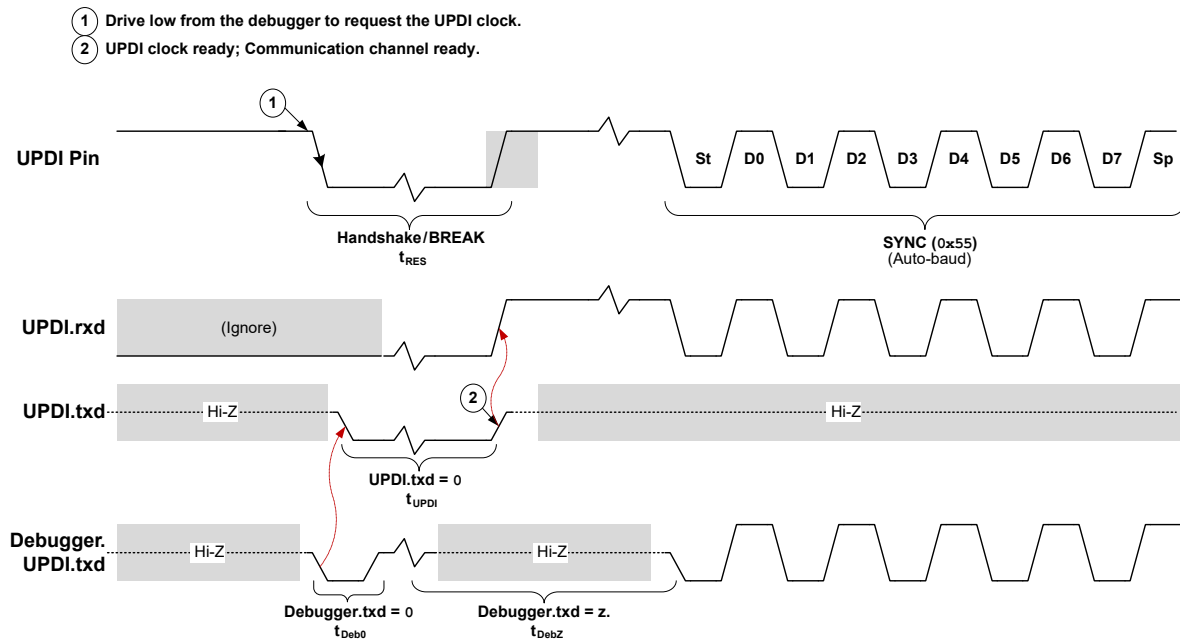 1 Drive low from the debugger to request the UPDI clock.
2 UPDI clock ready; Communication channel ready.
1
UPDI Pin
St D0 D1 D2 D3 D4 D5 D6 D7 Sp
Handshake/BREAK
tRES
SYNC (0x55)
(Auto-baud)
UPDI.rxd
(Ignore)
2
UPDI.txd
Hi-Z
Hi-Z
UPDI.txd = 0
tUPDI
Debugger.
UPDI.txd
Hi-Z
Hi-Z
Debugger.txd = 0
tDeb0
Debugger.txd = z.
tDebZ